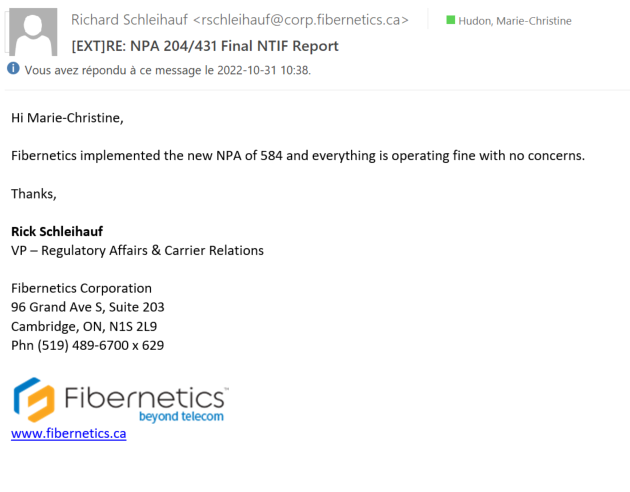 Richard Schleihauf <rschleihauf@corp.fibernetics.ca>
Hudon, Marie-Christine
[EXT]RE: NPA 204/431 Final NTIF Report
Vous avez répondu à ce message le 2022-10-31 10:38.
Hi Marie-Christine,
Fibernetics implemented the new NPA of 584 and everything is operating fine with no concerns.
Thanks,
Rick Schleihauf
VP – Regulatory Affairs & Carrier Relations
Fibernetics Corporation
96 Grand Ave S, Suite 203
Cambridge, ON, N1S 2L9
Phn (519) 489-6700 x 629
Fibernetics™
beyond telecom
www.fibernetics.ca